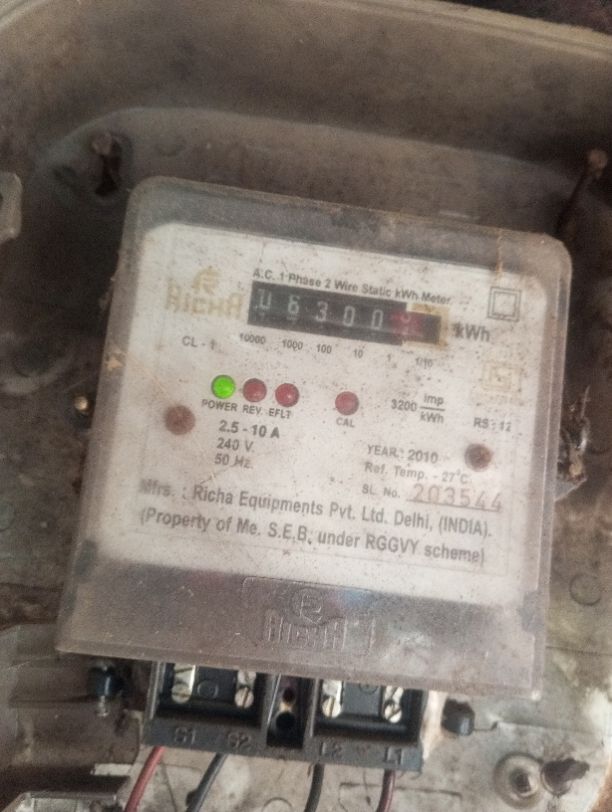 A.C. 1 Phase 2 Wire Static kWh Meter
RICHA
06300
kWh
CL - 1
10000 1000 100 10 1 1/10
POWER REV. EFLT CAL
3200 imp/kWh
RS : 12
2.5 - 10 A
240 V.
50 Hz.
YEAR : 2010
Ref. Temp. - 27°C
SL. No. 203544
Mfrs. : Richa Equipments Pvt. Ltd. Delhi, (INDIA).
(Property of Me. S.E.B. under RGGVY scheme)
RICHA
S1 S2 L2 L1